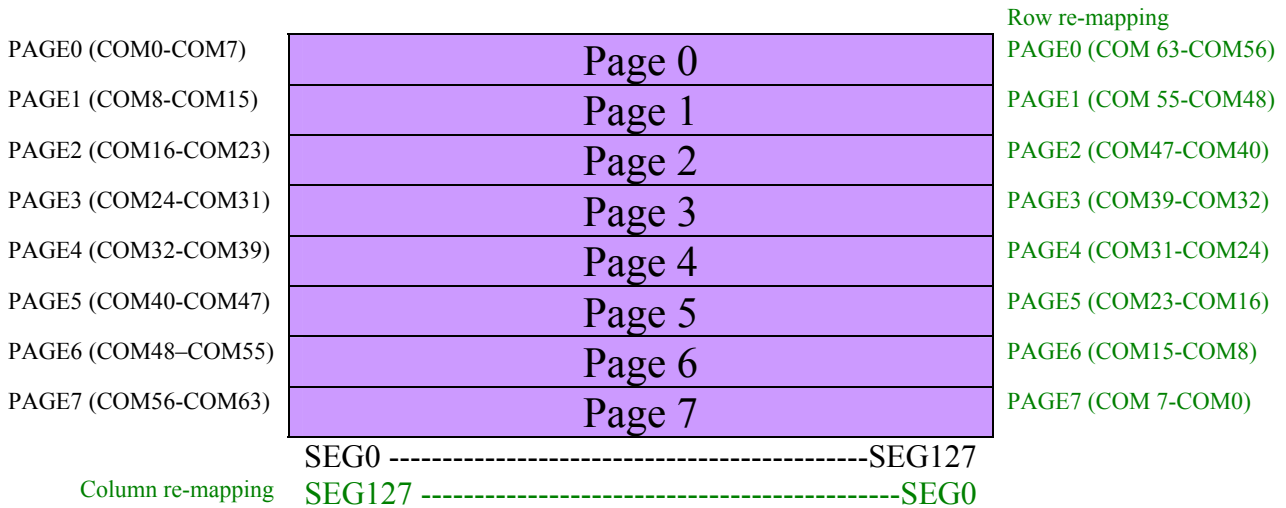 Row re-mapping
PAGE0 (COM0-COM7) Page 0 PAGE0 (COM 63-COM56)
PAGE1 (COM8-COM15) Page 1 PAGE1 (COM 55-COM48)
PAGE2 (COM16-COM23) Page 2 PAGE2 (COM47-COM40)
PAGE3 (COM24-COM31) Page 3 PAGE3 (COM39-COM32)
PAGE4 (COM32-COM39) Page 4 PAGE4 (COM31-COM24)
PAGE5 (COM40-COM47) Page 5 PAGE5 (COM23-COM16)
PAGE6 (COM48–COM55) Page 6 PAGE6 (COM15-COM8)
PAGE7 (COM56-COM63) Page 7 PAGE7 (COM 7-COM0)
SEG0 ---------------------------------------------SEG127
Column re-mapping SEG127 ---------------------------------------------SEG0